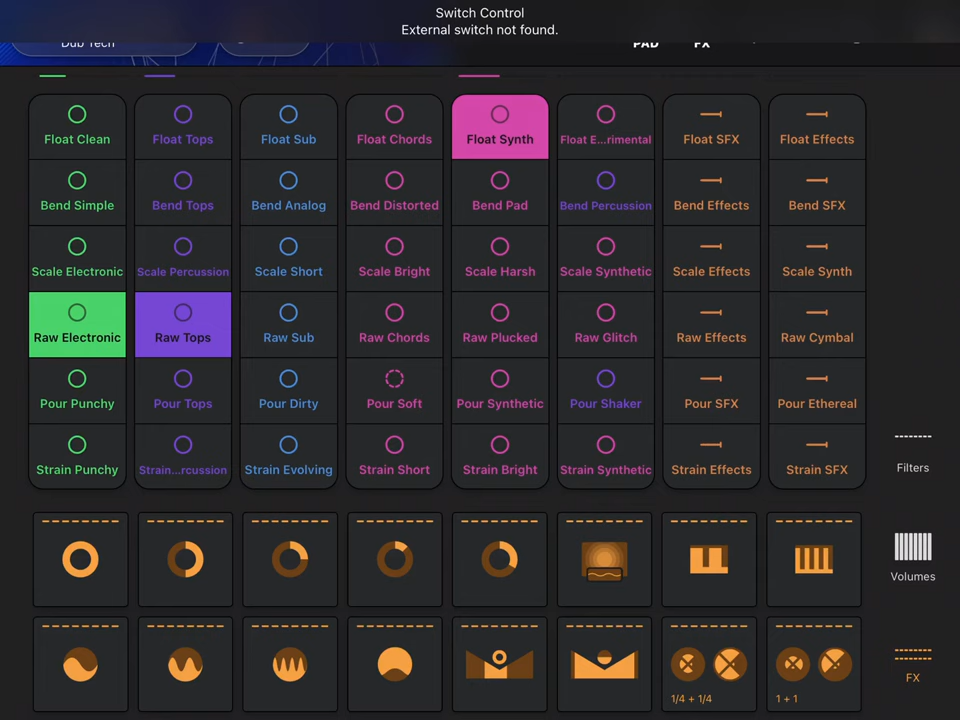 Switch Control
External switch not found.
Dub Tech
PAD FX
Float Clean Float Tops Float Sub Float Chords Float Synth Float E...rimental Float SFX Float Effects
Bend Simple Bend Tops Bend Analog Bend Distorted Bend Pad Bend Percussion Bend Effects Bend SFX
Scale Electronic Scale Percussion Scale Short Scale Bright Scale Harsh Scale Synthetic Scale Effects Scale Synth
Raw Electronic Raw Tops Raw Sub Raw Chords Raw Plucked Raw Glitch Raw Effects Raw Cymbal
Pour Punchy Pour Tops Pour Dirty Pour Soft Pour Synthetic Pour Shaker Pour SFX Pour Ethereal
Strain Punchy Strain...rcussion Strain Evolving Strain Short Strain Bright Strain Synthetic Strain Effects Strain SFX
Filters
Volumes
FX
1/4 + 1/4 1 + 1